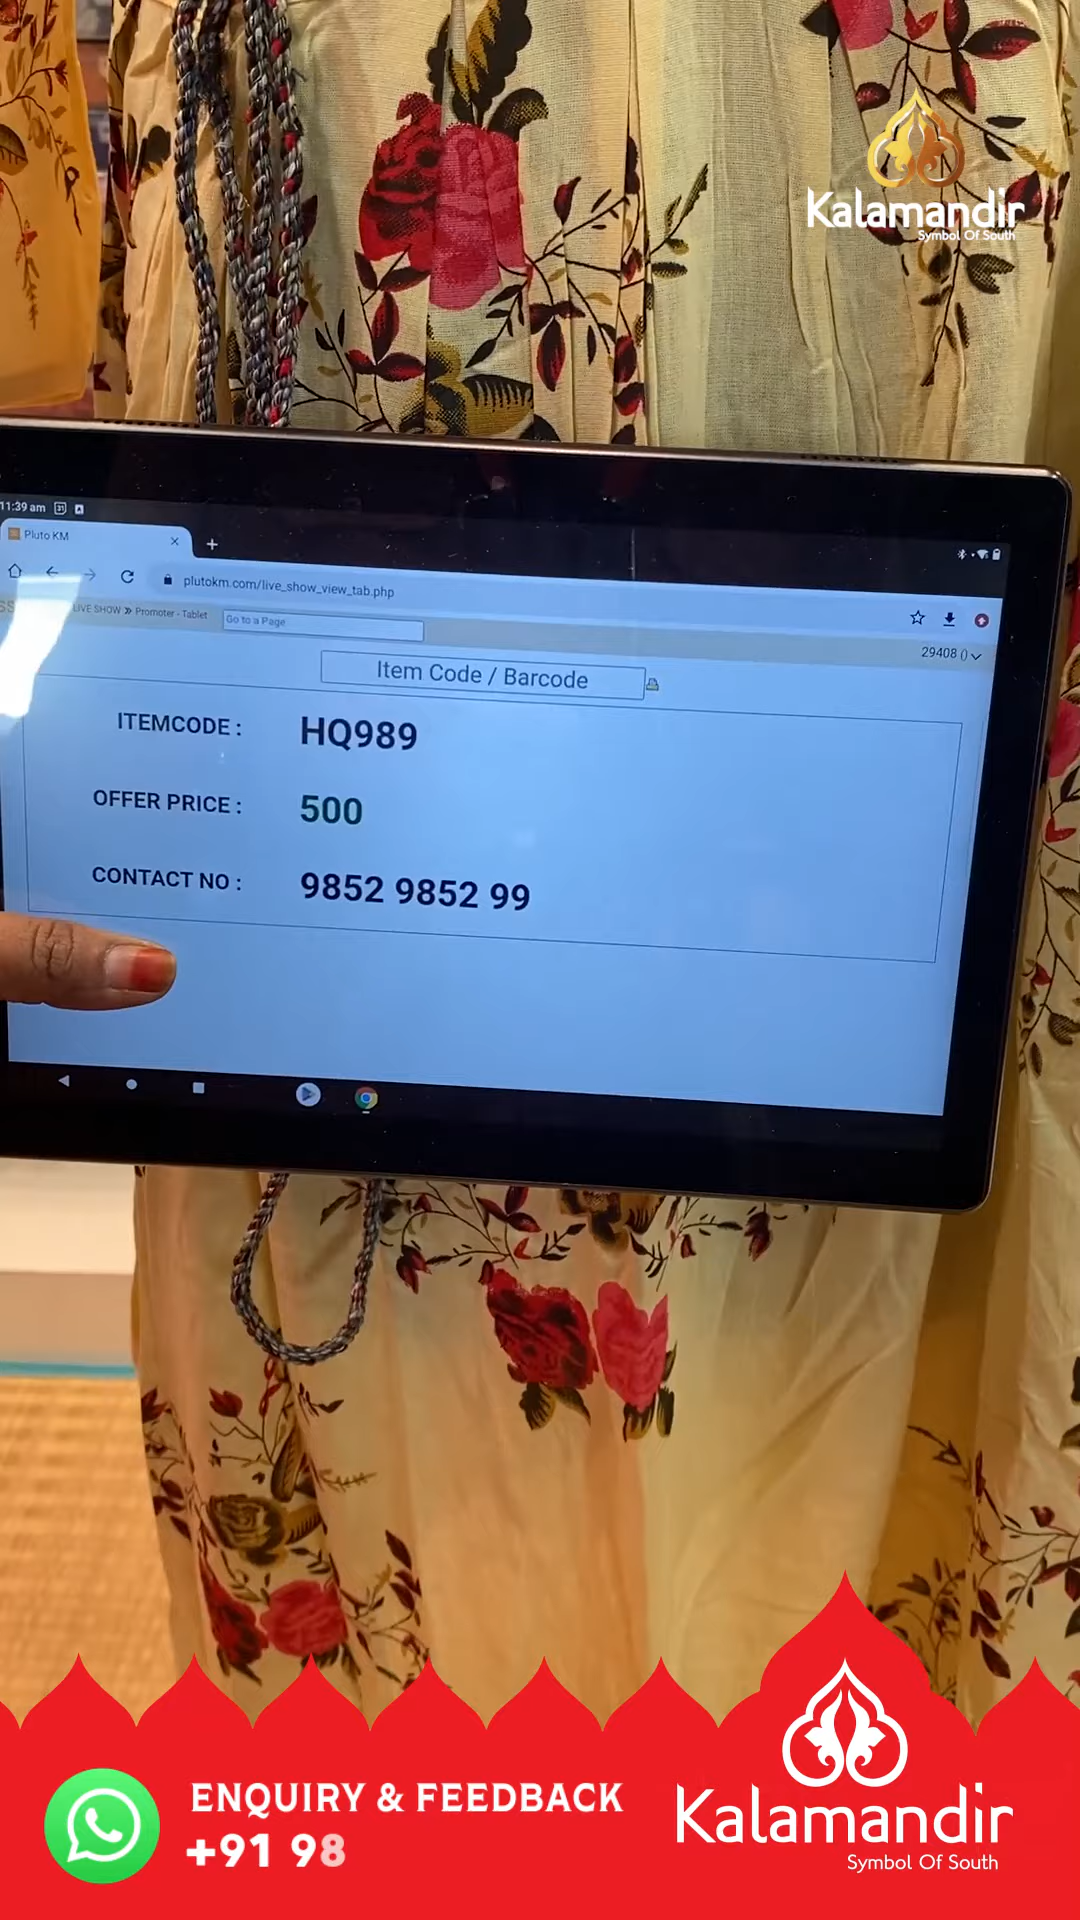 Kalamandir
Symbol Of South
11:39 am
Pluto KM
plutokm.com/live_show_view_tab.php
LIVE SHOW » Promoter - Tablet
Go to a Page
29408 ()
Item Code / Barcode
ITEMCODE : HQ989
OFFER PRICE : 500
CONTACT NO : 9852 9852 99
ENQUIRY & FEEDBACK
+91 98
Kalamandir
Symbol Of South